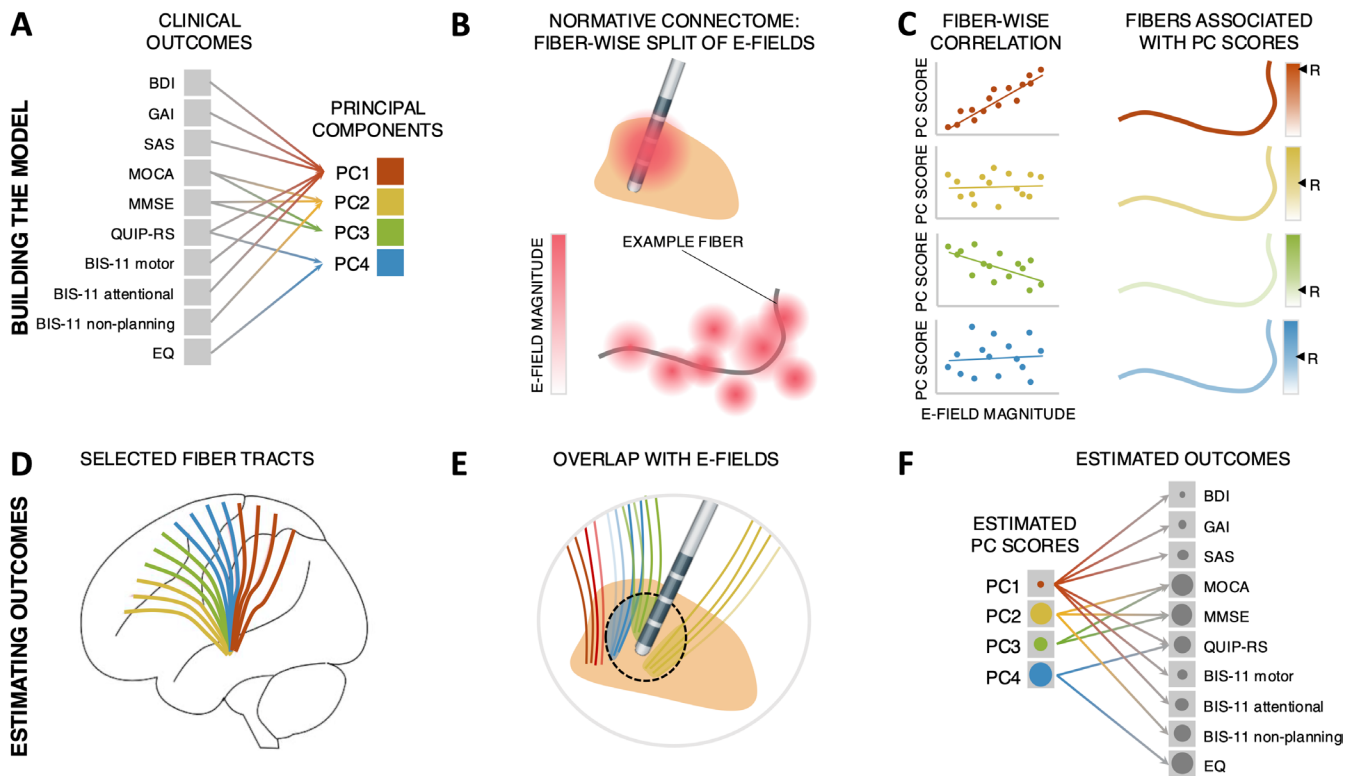 A
CLINICAL
OUTCOMES
BUILDING THE MODEL
BDI
GAI
SAS
MOCA
MMSE
QUIP-RS
BIS-11 motor
BIS-11 attentional
BIS-11 non-planning
EQ
PRINCIPAL
COMPONENTS
PC1
PC2
PC3
PC4
B
NORMATIVE CONNECTOME:
FIBER-WISE SPLIT OF E-FIELDS
E-FIELD MAGNITUDE
EXAMPLE FIBER
C
FIBER-WISE
CORRELATION
FIBERS ASSOCIATED
WITH PC SCORES
PC SCORE
R
PC SCORE
R
PC SCORE
R
PC SCORE
R
E-FIELD MAGNITUDE
D
SELECTED FIBER TRACTS
ESTIMATING OUTCOMES
E
OVERLAP WITH E-FIELDS
F
ESTIMATED OUTCOMES
ESTIMATED
PC SCORES
PC1
PC2
PC3
PC4
BDI
GAI
SAS
MOCA
MMSE
QUIP-RS
BIS-11 motor
BIS-11 attentional
BIS-11 non-planning
EQ